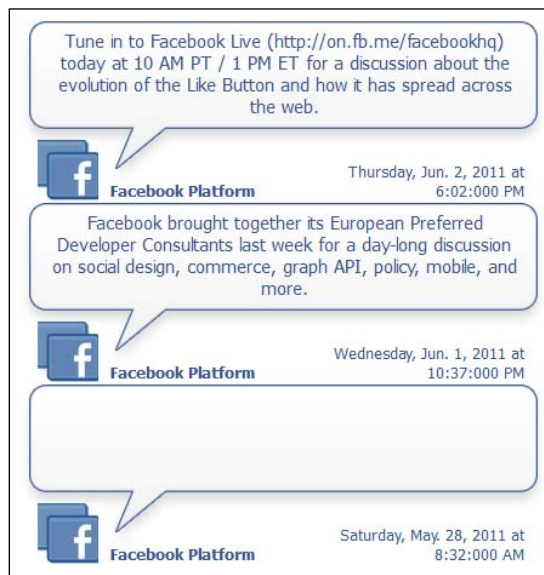 Tune in to Facebook Live (http://on.fb.me/facebookhq)
today at 10 AM PT / 1 PM ET for a discussion about the
evolution of the Like Button and how it has spread across
the web.
Facebook Platform
Thursday, Jun. 2, 2011 at
6:02:000 PM
Facebook brought together its European Preferred
Developer Consultants last week for a day-long discussion
on social design, commerce, graph API, policy, mobile, and
more.
Facebook Platform
Wednesday, Jun. 1, 2011 at
10:37:000 PM
Facebook Platform
Saturday, May. 28, 2011 at
8:32:000 AM